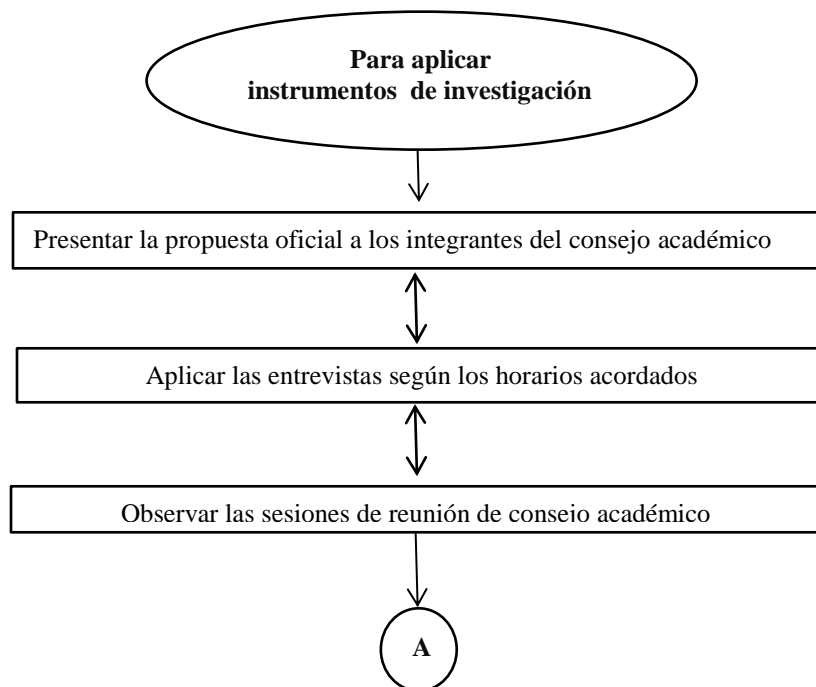 Para aplicar
instrumentos de investigación
Presentar la propuesta oficial a los integrantes del consejo académico
Aplicar las entrevistas según los horarios acordados
Observar las sesiones de reunión de consejo académico
A